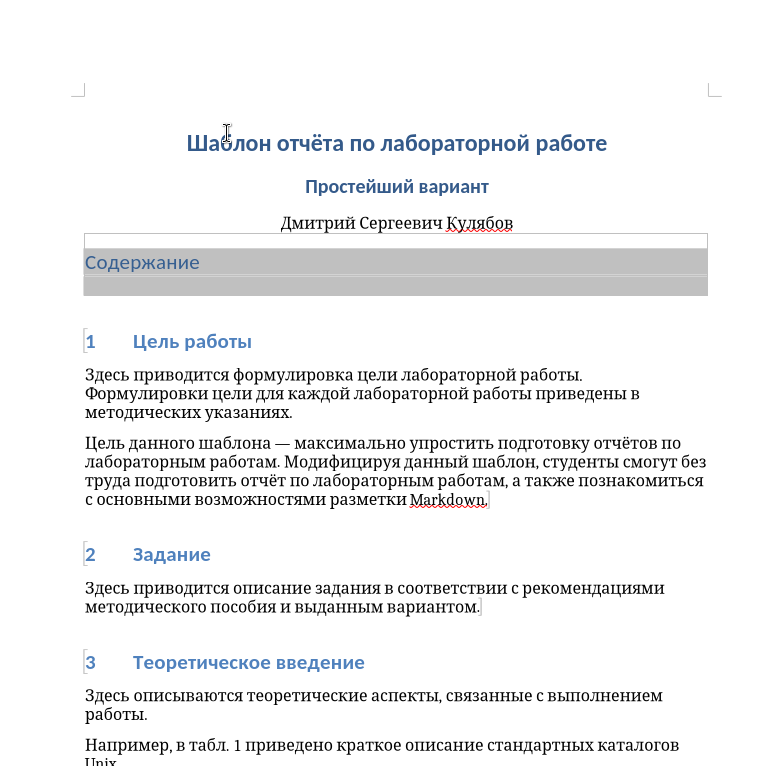 Шаблон отчёта по лабораторной работе
Простейший вариант
Дмитрий Сергеевич Кулябов
Содержание
1 Цель работы
Здесь приводится формулировка цели лабораторной работы.
Формулировки цели для каждой лабораторной работы приведены в
методических указаниях.
Цель данного шаблона — максимально упростить подготовку отчётов по
лабораторным работам. Модифицируя данный шаблон, студенты смогут без
труда подготовить отчёт по лабораторным работам, а также познакомиться
с основными возможностями разметки Markdown.
2 Задание
Здесь приводится описание задания в соответствии с рекомендациями
методического пособия и выданным вариантом.
3 Теоретическое введение
Здесь описываются теоретические аспекты, связанные с выполнением
работы.
Например, в табл. 1 приведено краткое описание стандартных каталогов
Unix.